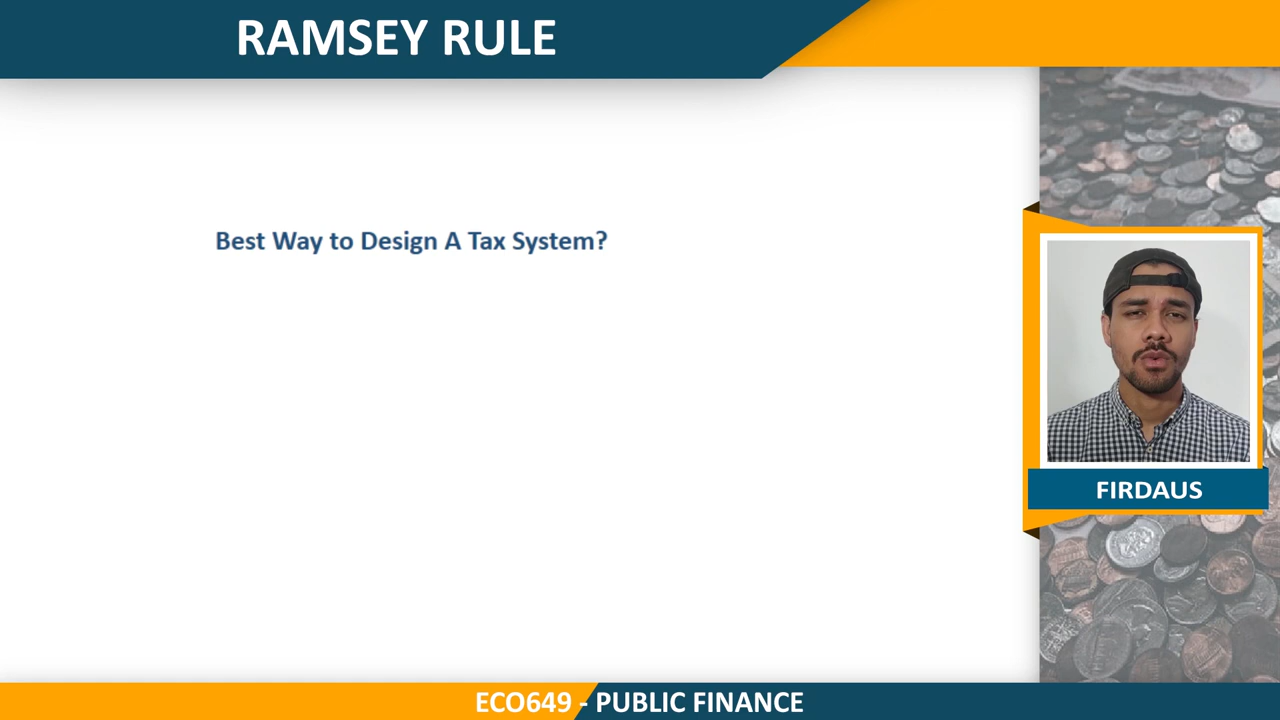 RAMSEY RULE
Best Way to Design A Tax System?
FIRDAUS
ECO649 - PUBLIC FINANCE